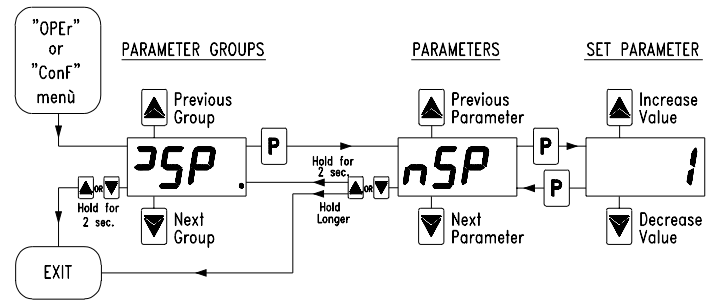 "OPEr"
or
"ConF"
menù
PARAMETER GROUPS
PARAMETERS
SET PARAMETER
Previous
Group
Previous
Parameter
Increase
Value
P
P
Hold for
2 sec.
ᴝSP.
nSP
1
OR
OR
P
Hold for
2 sec.
Hold
Longer
Next
Group
Next
Parameter
Decrease
Value
EXIT